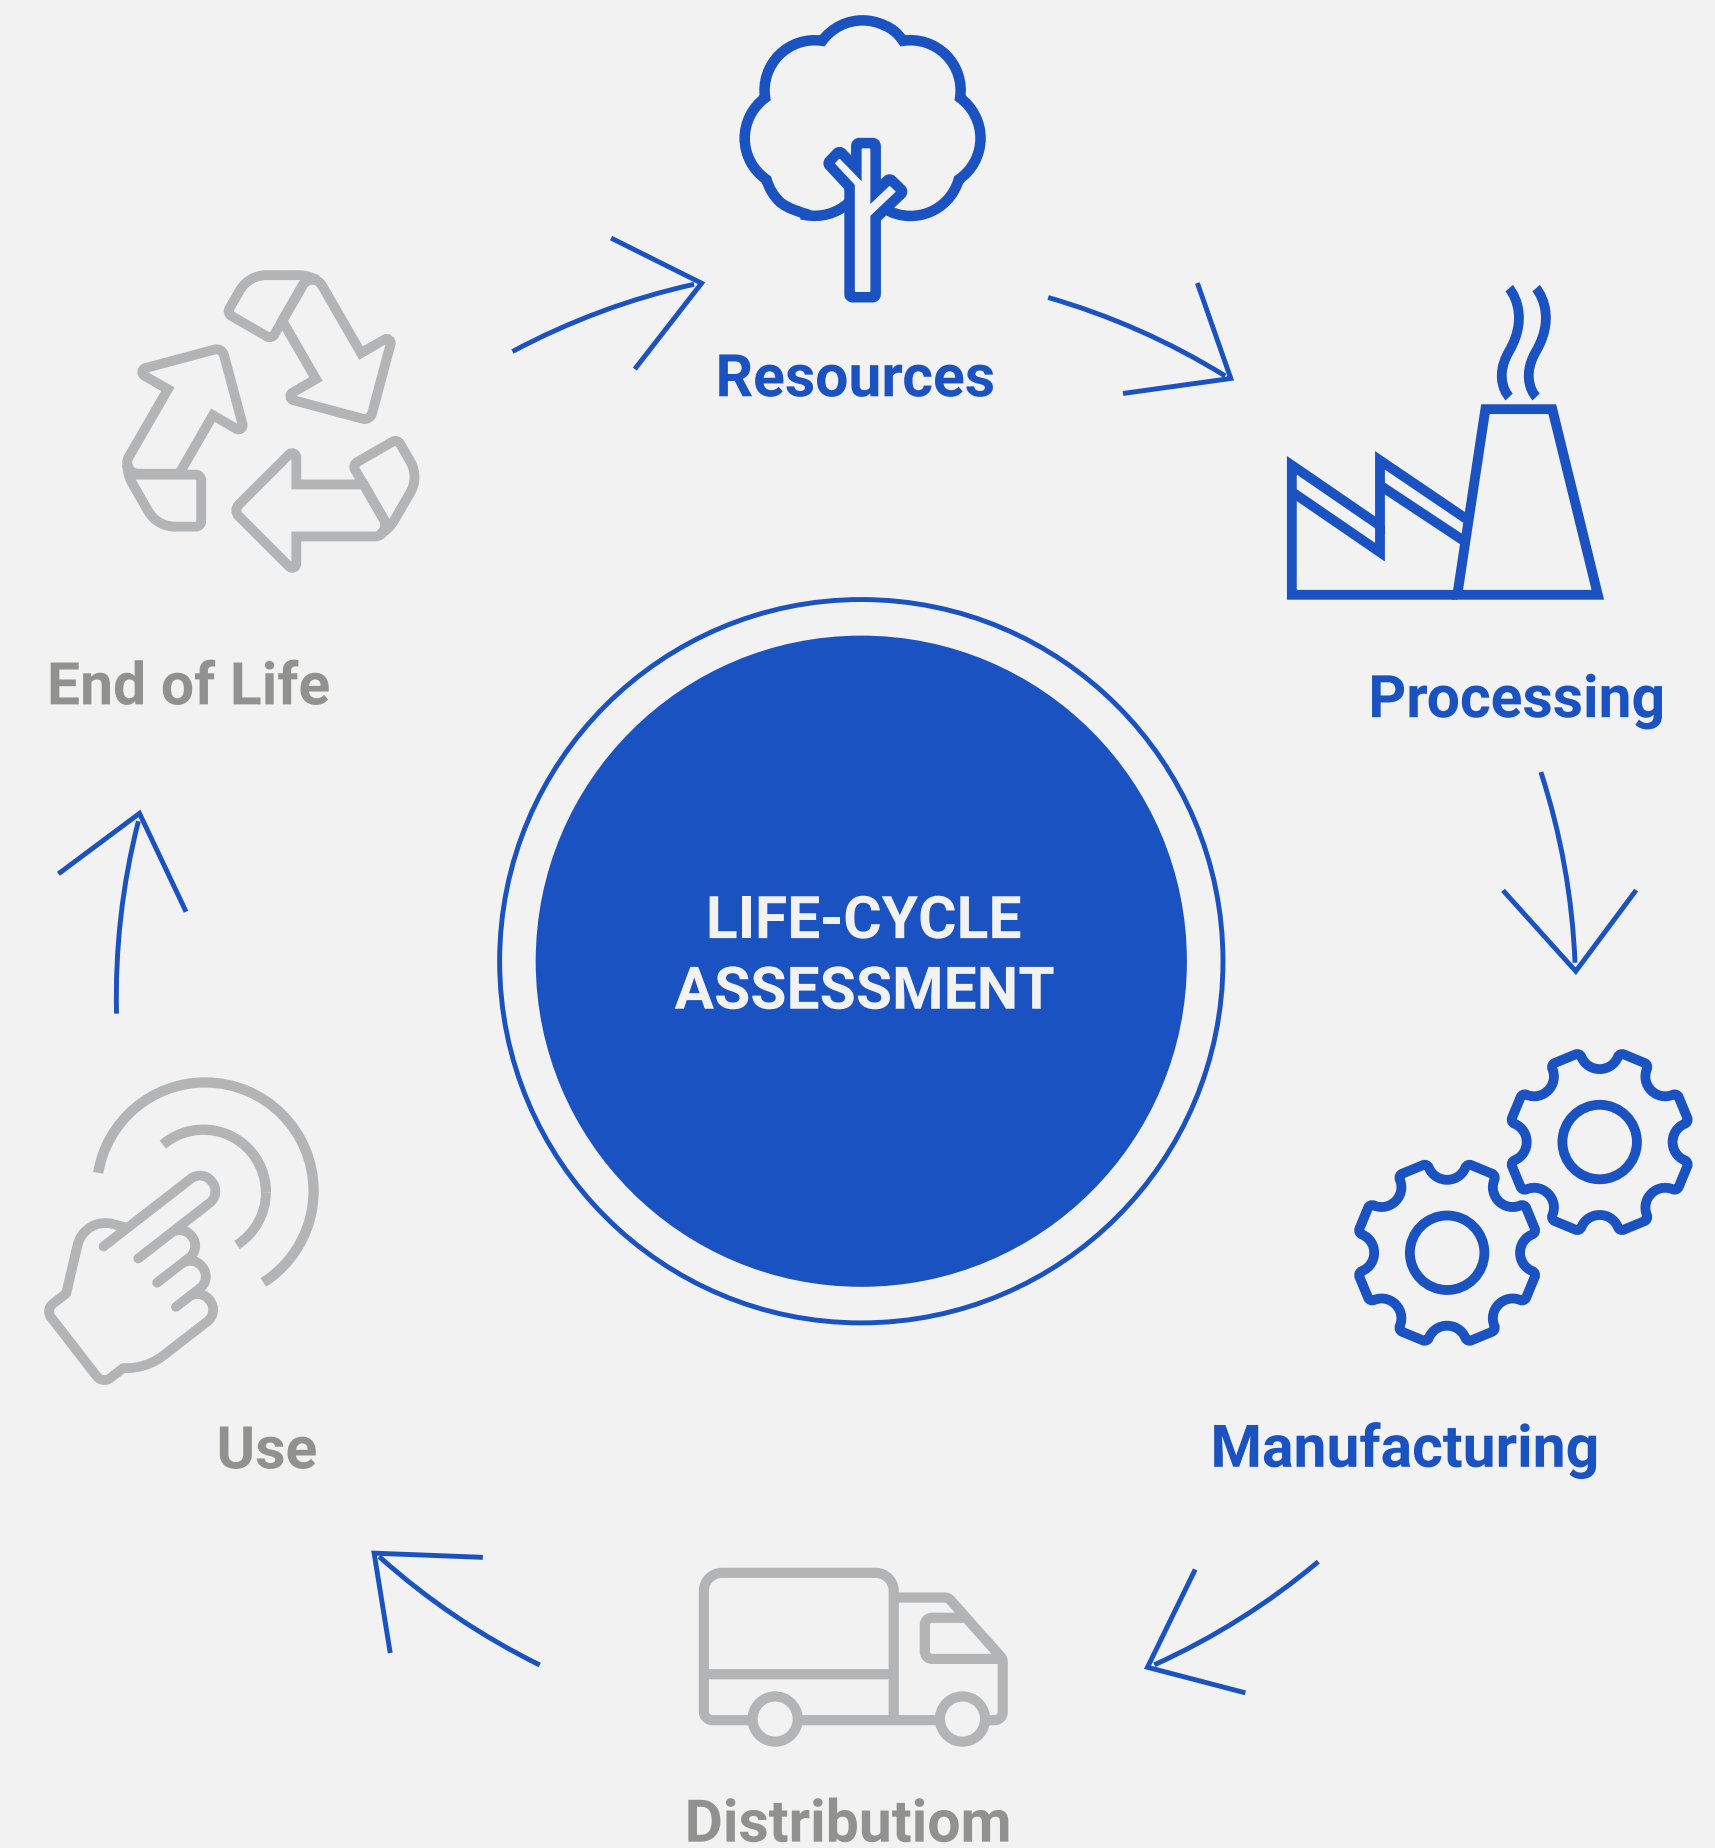 Resources
Processing
Manufacturing
Distributiom
Use
End of Life
LIFE-CYCLE
ASSESSMENT